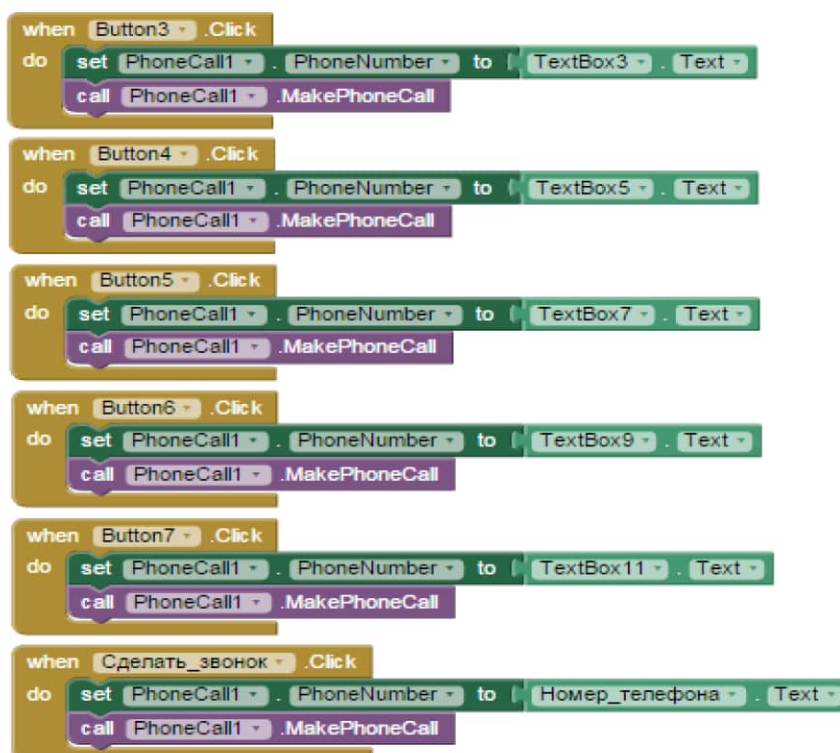 when Button3 .Click
do set PhoneCall1 . PhoneNumber to TextBox3 . Text
call PhoneCall1 .MakePhoneCall
when Button4 .Click
do set PhoneCall1 . PhoneNumber to TextBox5 . Text
call PhoneCall1 .MakePhoneCall
when Button5 .Click
do set PhoneCall1 . PhoneNumber to TextBox7 . Text
call PhoneCall1 .MakePhoneCall
when Button6 .Click
do set PhoneCall1 . PhoneNumber to TextBox9 . Text
call PhoneCall1 .MakePhoneCall
when Button7 .Click
do set PhoneCall1 . PhoneNumber to TextBox11 . Text
call PhoneCall1 .MakePhoneCall
when Сделать_звонок .Click
do set PhoneCall1 . PhoneNumber to Номер_телефона . Text
call PhoneCall1 .MakePhoneCall